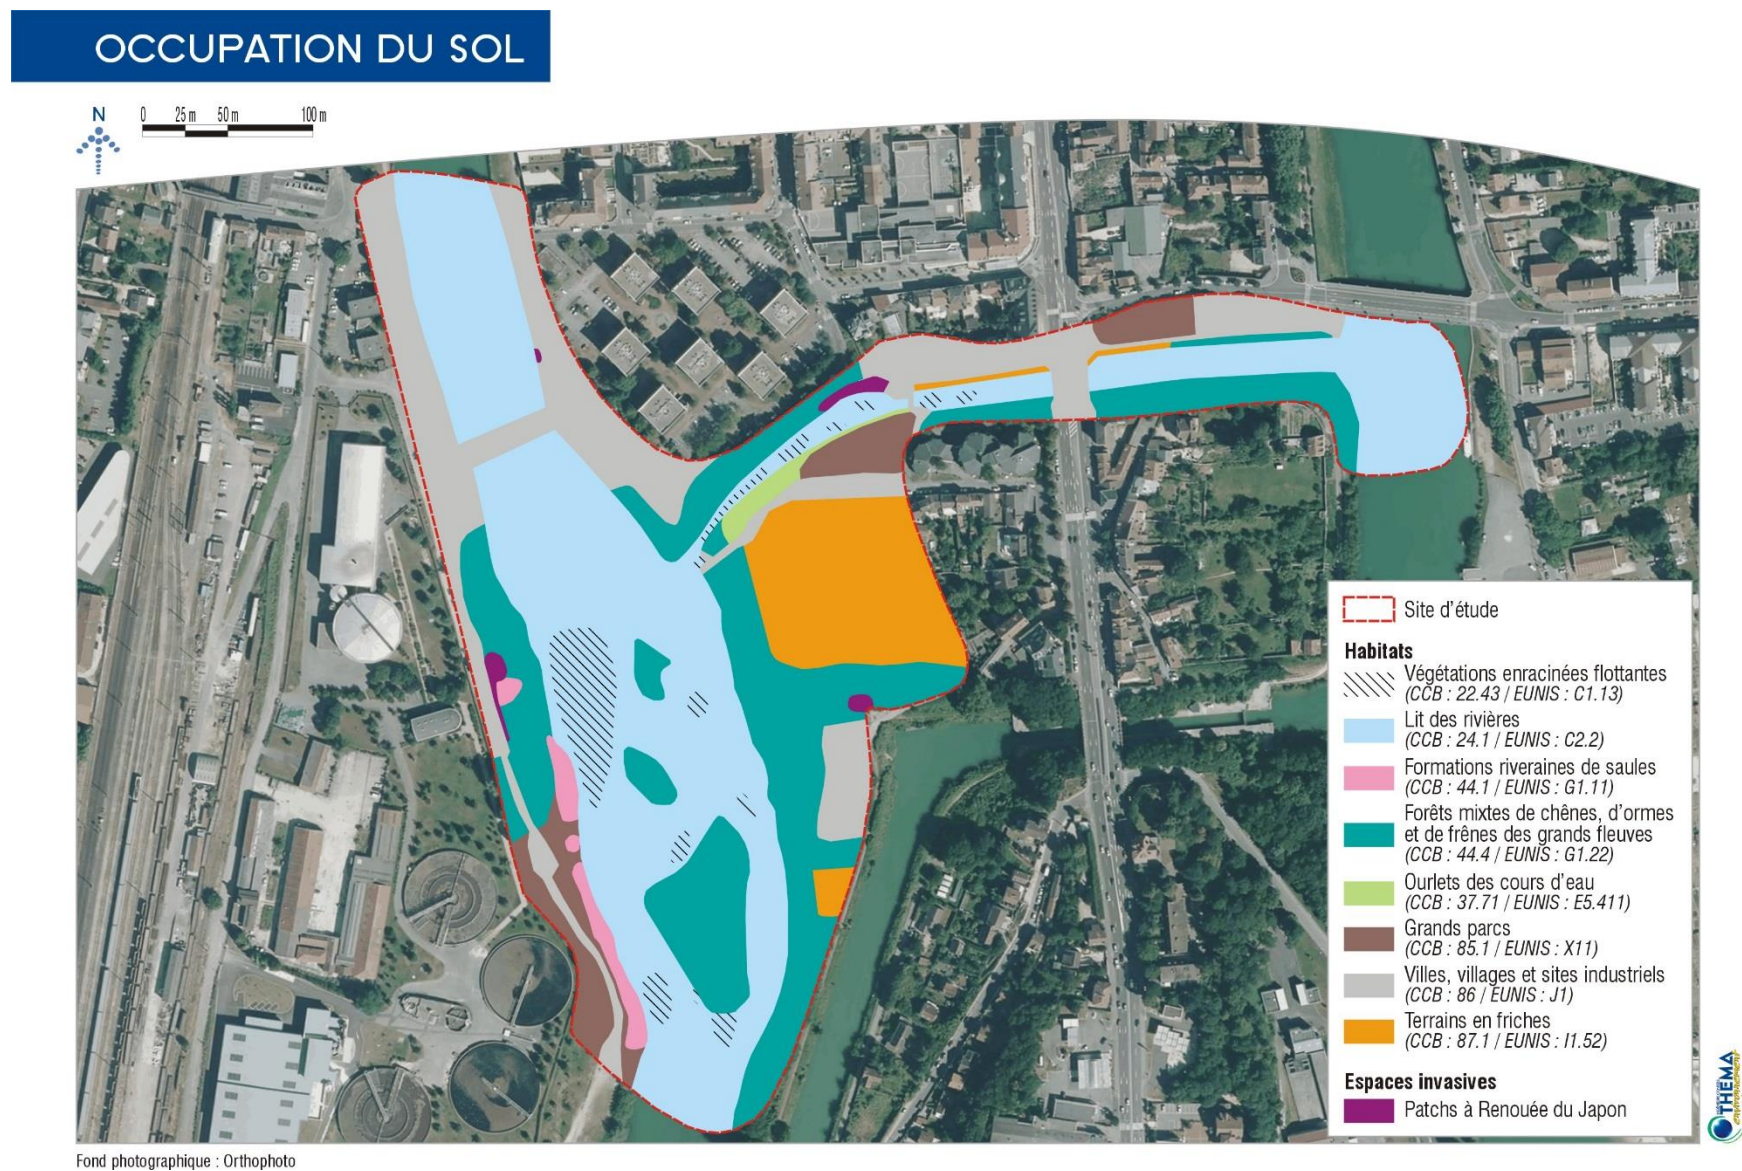 OCCUPATION DU SOL
N
0 25 m 50 m 100 m
Site d'étude
Habitats
Végétations enracinées flottantes
(CCB : 22.43 / EUNIS : C1.13)
Lit des rivières
(CCB : 24.1 / EUNIS : C2.2)
Formations riveraines de saules
(CCB : 44.1 / EUNIS : G1.11)
Forêts mixtes de chênes, d'ormes
et de frênes des grands fleuves
(CCB : 44.4 / EUNIS : G1.22)
Ourlets des cours d'eau
(CCB : 37.71 / EUNIS : E5.411)
Grands parcs
(CCB : 85.1 / EUNIS : X11)
Villes, villages et sites industriels
(CCB : 86 / EUNIS : J1)
Terrains en friches
(CCB : 87.1 / EUNIS : I1.52)
Espaces invasives
Patchs à Renouée du Japon
THÉMA
environnement
Fond photographique : Orthophoto